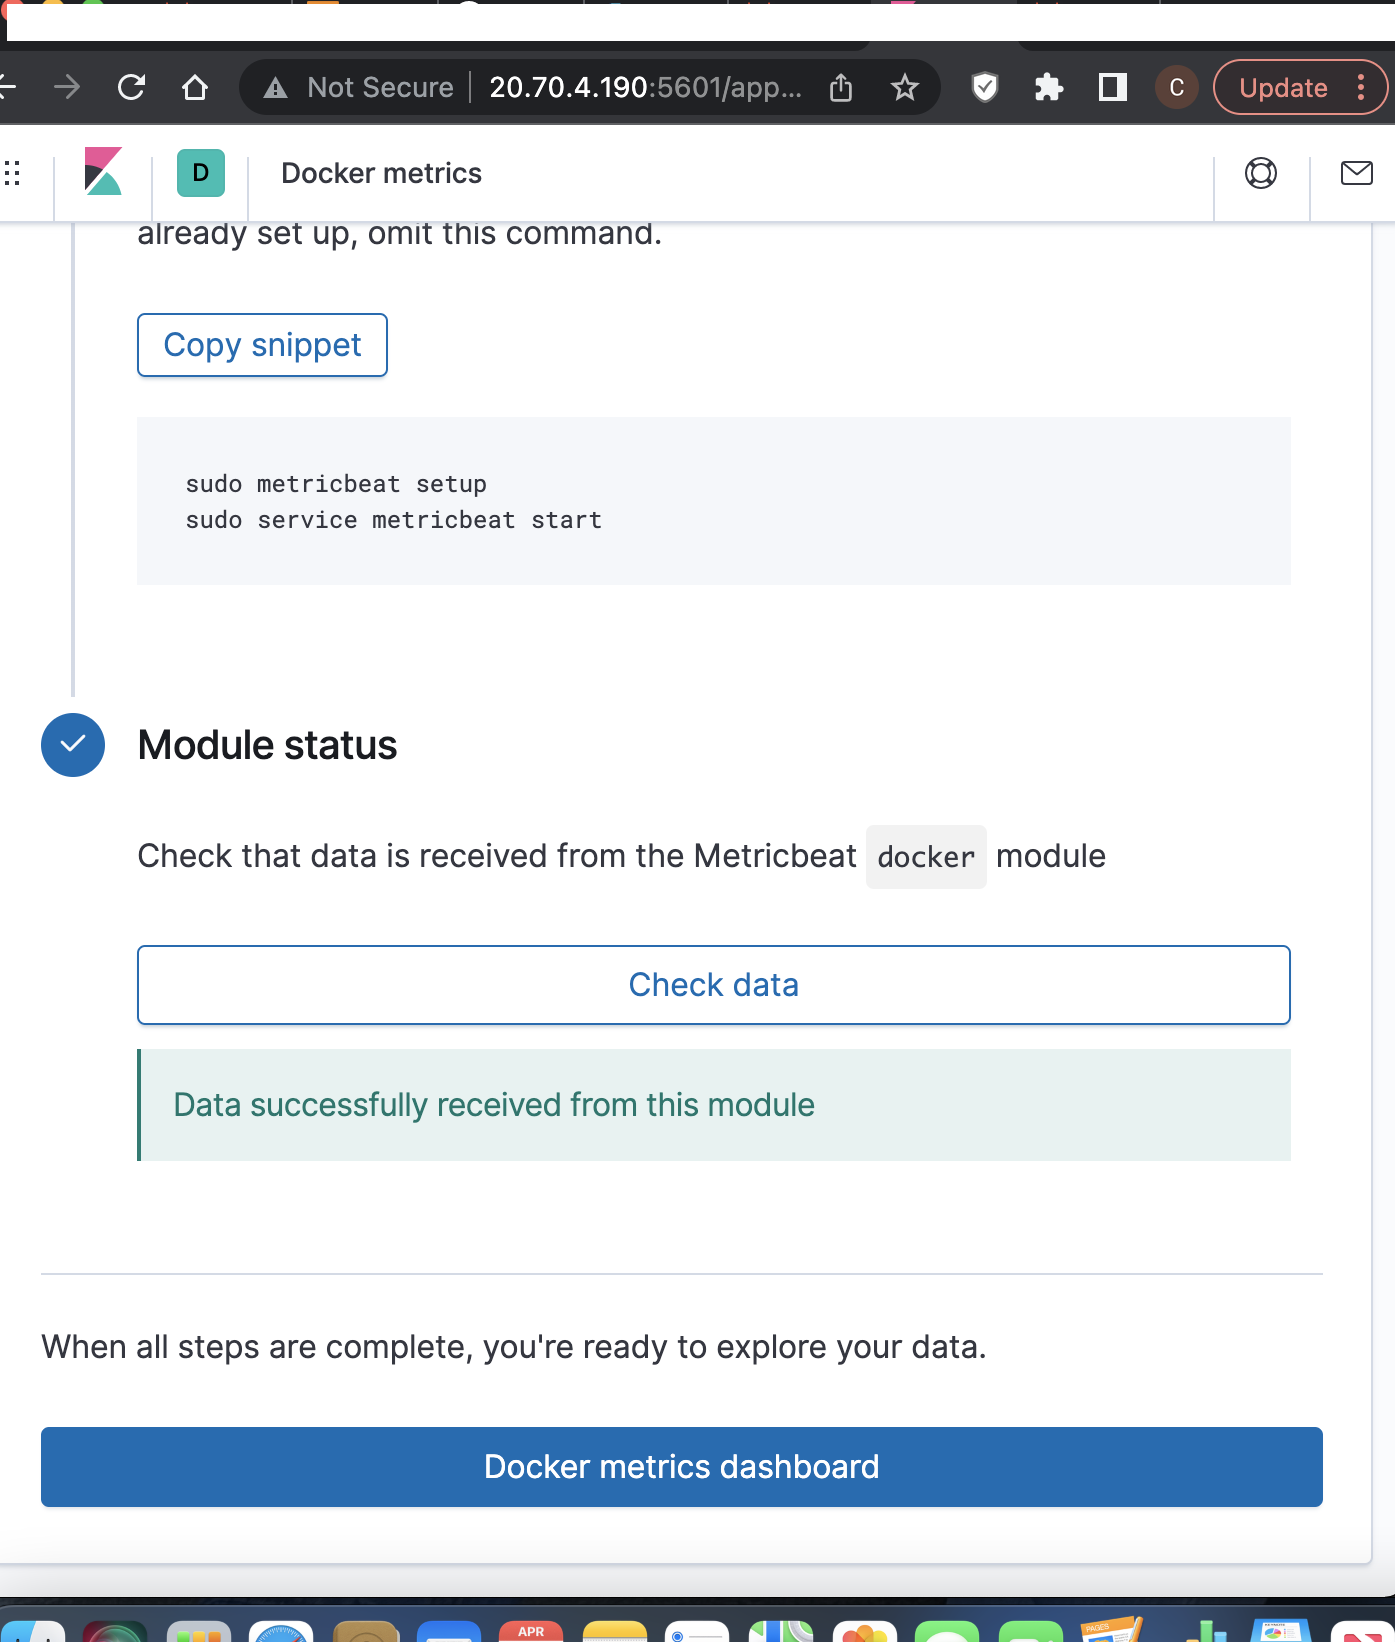 Not Secure
20.70.4.190:5601/app...
C
Update
D
Docker metrics
already set up, omit this command.
Copy snippet
sudo metricbeat setup
sudo service metricbeat start
Module status
Check that data is received from the Metricbeat docker module
Check data
Data successfully received from this module
When all steps are complete, you're ready to explore your data.
Docker metrics dashboard
APR
PAGES